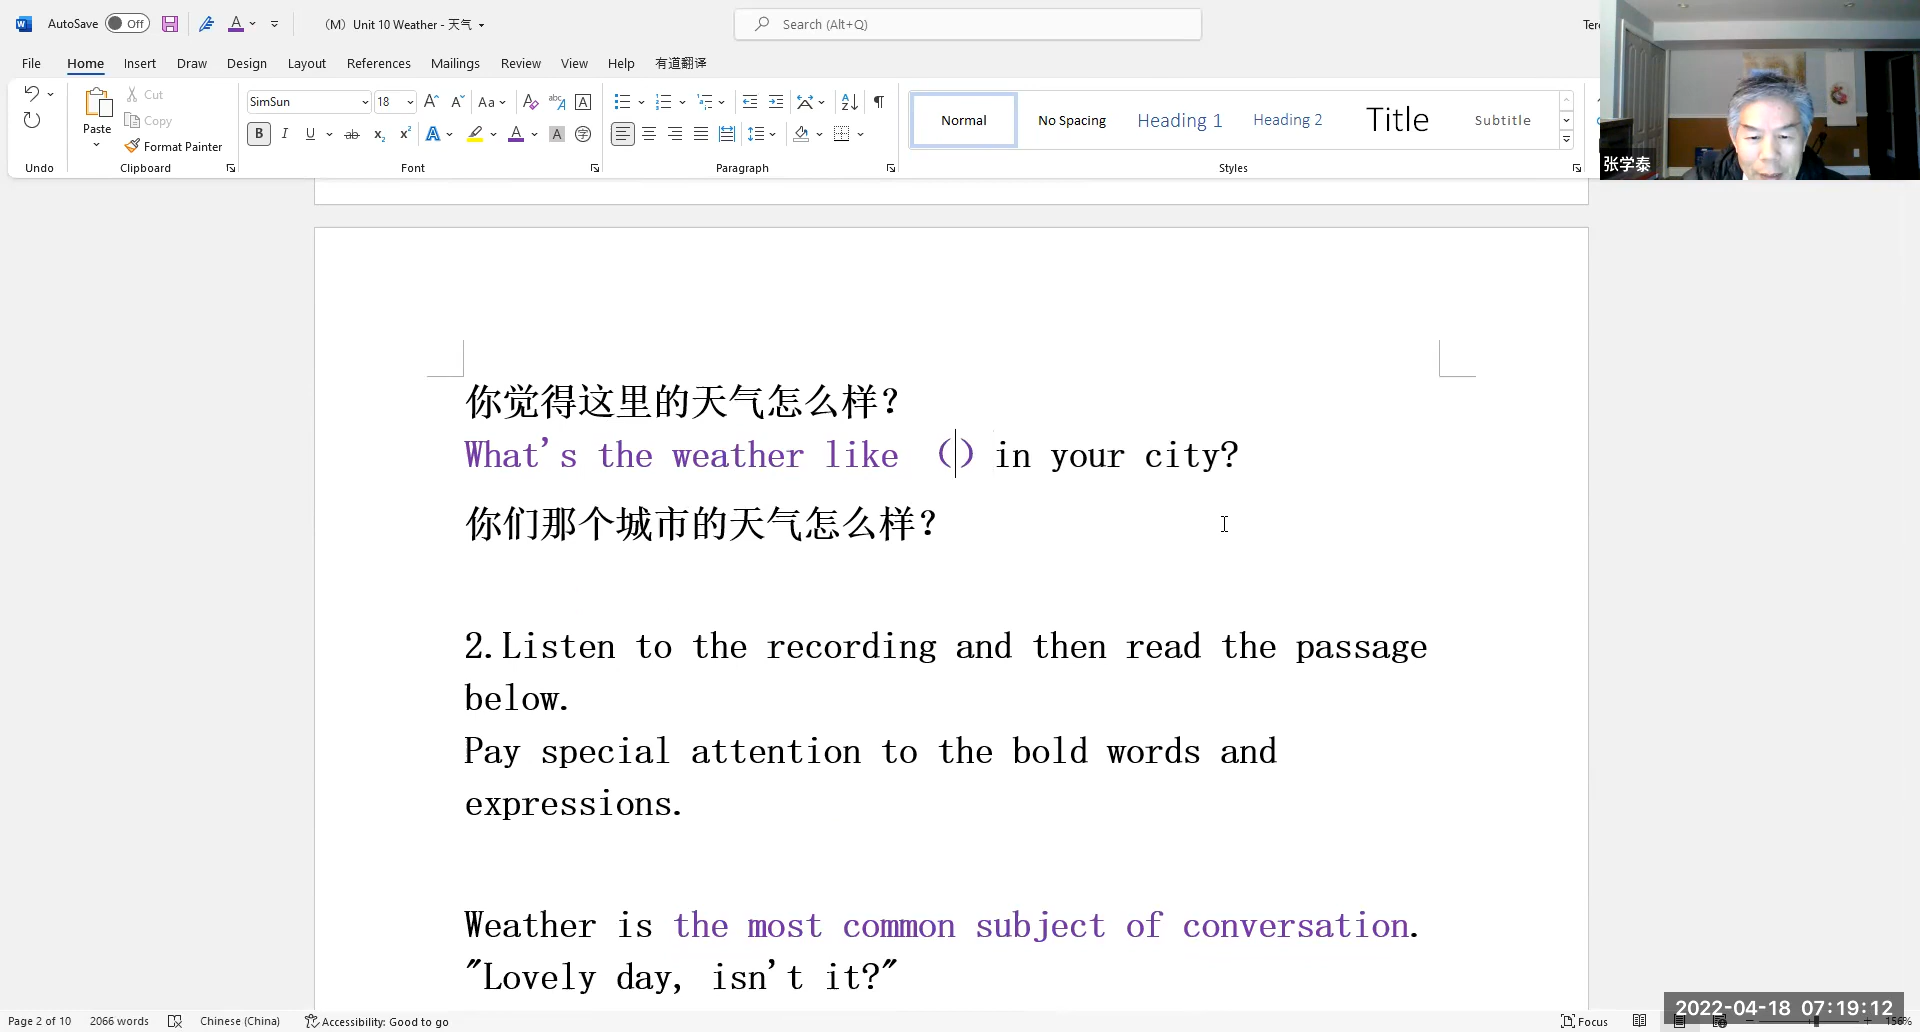 AutoSave Off (M) Unit 10 Weather - 天气 Search (Alt+Q)
File Home Insert Draw Design Layout References Mailings Review View Help 有道翻译
张学泰
Paste Cut Copy Format Painter
SimSun 18 Aa
B I U ab x₂ x² A A A 字
Normal No Spacing Heading 1 Heading 2 Title Subtitle
Undo Clipboard Font Paragraph Styles
你觉得这里的天气怎么样？
What's the weather like （） in your city?
你们那个城市的天气怎么样？
2.Listen to the recording and then read the passage
below.
Pay special attention to the bold words and
expressions.
Weather is the most common subject of conversation.
"Lovely day, isn't it?"
Page 2 of 10 2066 words Chinese (China) Accessibility: Good to go Focus 156%
2022-04-18 07:19:12